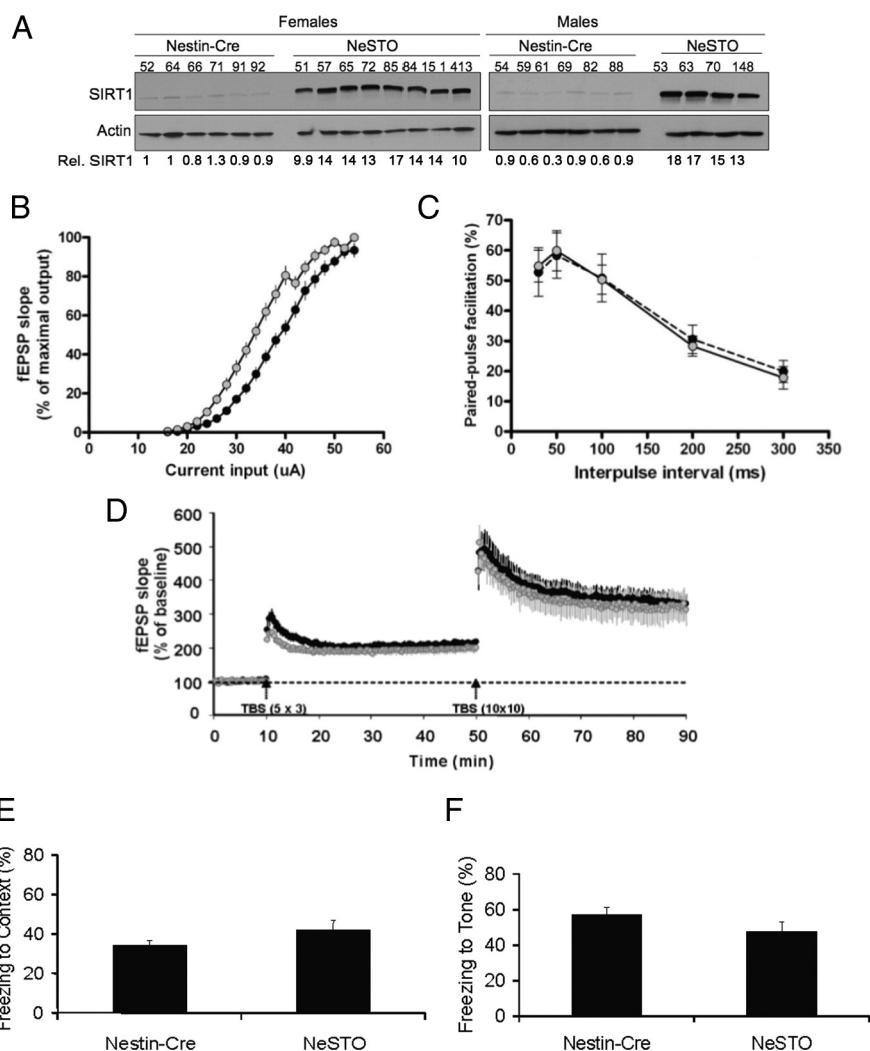 A
Females
Males
Nestin-Cre
NeSTO
Nestin-Cre
NeSTO
52 64 66 71 91 92 51 57 65 72 85 84 15 1 413 54 59 61 69 82 88 53 63 70 148
SIRT1
Actin
Rel. SIRT1 1 1 0.8 1.3 0.9 0.9 9.9 14 14 13 17 14 14 10 0.9 0.6 0.3 0.9 0.6 0.9 18 17 15 13
B
fEPSP slope
(% of maximal output)
100
80
60
40
20
0
0 10 20 30 40 50 60
Current input (uA)
C
Paired-pulse facilitation (%)
70
60
50
40
30
20
10
0
0 50 100 150 200 250 300 350
Interpulse interval (ms)
D
fEPSP slope
(% of baseline)
600
500
400
300
200
100
0
TBS (5 x 3)
TBS (10x10)
0 10 20 30 40 50 60 70 80 90
Time (min)
E
Freezing to Context (%)
80
60
40
20
0
Nestin-Cre
NeSTO
F
Freezing to Tone (%)
80
60
40
20
0
Nestin-Cre
NeSTO